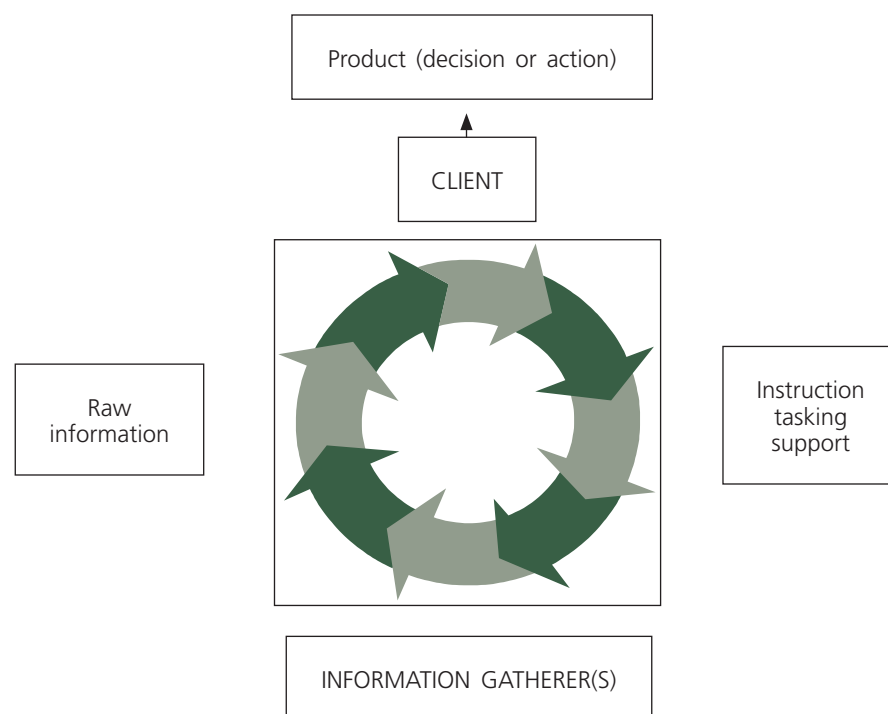 Product (decision or action)
CLIENT
Raw
information
Instruction
tasking
support
INFORMATION GATHERER(S)